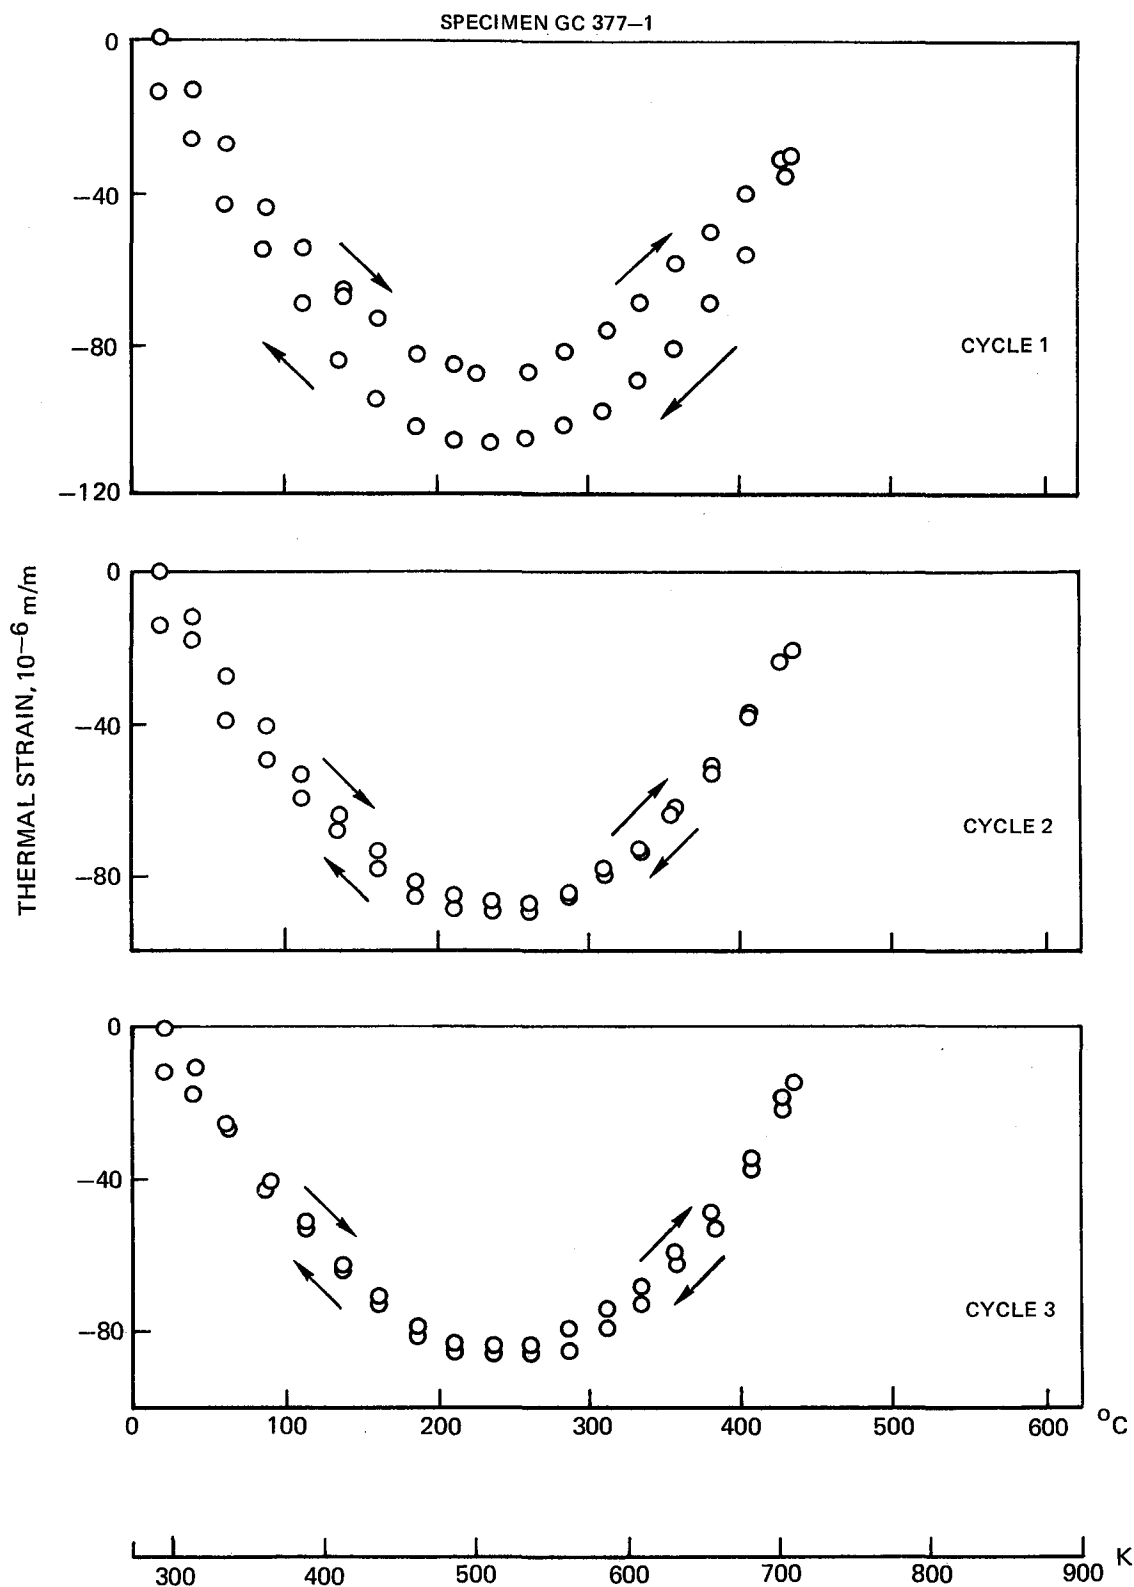 SPECIMEN GC 377–1
0
–40
–80
–120
CYCLE 1
THERMAL STRAIN, 10–6 m/m
0
–40
–80
CYCLE 2
0
–40
–80
CYCLE 3
0 100 200 300 400 500 600 °C
300 400 500 600 700 800 900 K